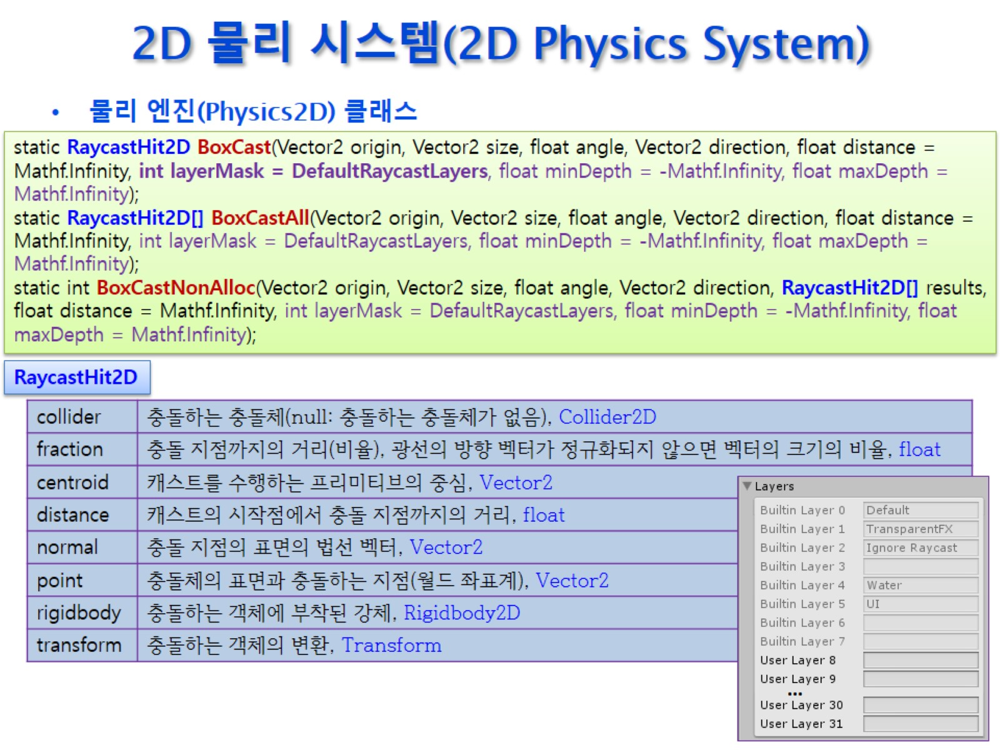 2D 물리 시스템(2D Physics System)
• 물리 엔진(Physics2D) 클래스
static RaycastHit2D BoxCast(Vector2 origin, Vector2 size, float angle, Vector2 direction, float distance =
Mathf.Infinity, int layerMask = DefaultRaycastLayers, float minDepth = -Mathf.Infinity, float maxDepth =
Mathf.Infinity);
static RaycastHit2D[] BoxCastAll(Vector2 origin, Vector2 size, float angle, Vector2 direction, float distance =
Mathf.Infinity, int layerMask = DefaultRaycastLayers, float minDepth = -Mathf.Infinity, float maxDepth =
Mathf.Infinity);
static int BoxCastNonAlloc(Vector2 origin, Vector2 size, float angle, Vector2 direction, RaycastHit2D[] results,
float distance = Mathf.Infinity, int layerMask = DefaultRaycastLayers, float minDepth = -Mathf.Infinity, float
maxDepth = Mathf.Infinity);
RaycastHit2D
collider 충돌하는 충돌체(null: 충돌하는 충돌체가 없음), Collider2D
fraction 충돌 지점까지의 거리(비율), 광선의 방향 벡터가 정규화되지 않으면 벡터의 크기의 비율, float
centroid 캐스트를 수행하는 프리미티브의 중심, Vector2
distance 캐스트의 시작점에서 충돌 지점까지의 거리, float
normal 충돌 지점의 표면의 법선 벡터, Vector2
point 충돌체의 표면과 충돌하는 지점(월드 좌표계), Vector2
rigidbody 충돌하는 객체에 부착된 강체, Rigidbody2D
transform 충돌하는 객체의 변환, Transform
▼ Layers
Builtin Layer 0 Default
Builtin Layer 1 TransparentFX
Builtin Layer 2 Ignore Raycast
Builtin Layer 3
Builtin Layer 4 Water
Builtin Layer 5 UI
Builtin Layer 6
Builtin Layer 7
User Layer 8
User Layer 9
...
User Layer 30
User Layer 31